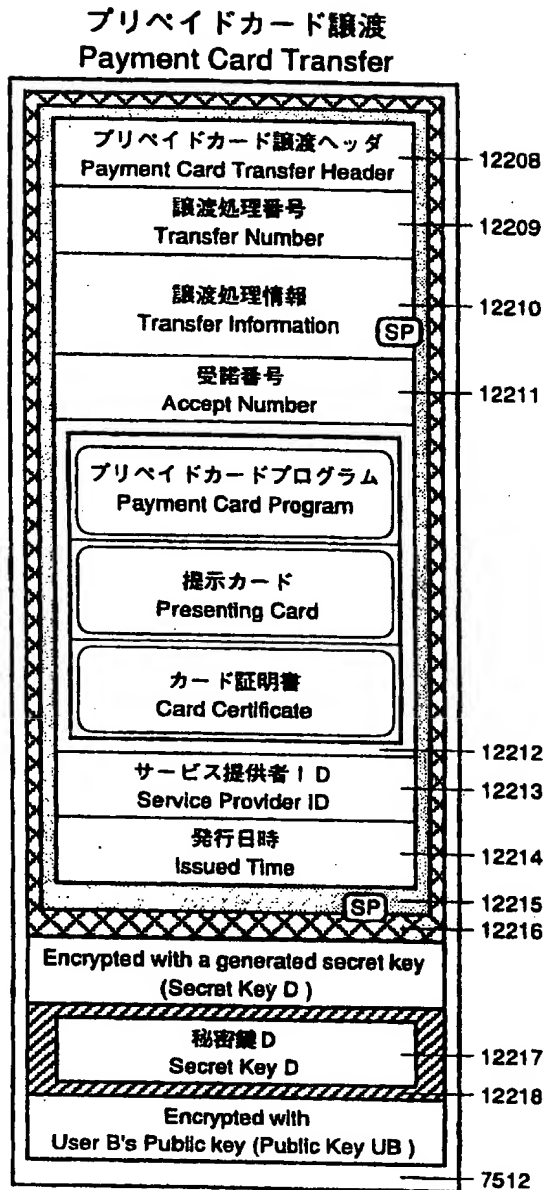 プリペイドカード譲渡
Payment Card Transfer
プリペイドカード譲渡ヘッダ
Payment Card Transfer Header
12208
譲渡処理番号
Transfer Number
12209
譲渡処理情報
Transfer Information
SP
12210
受諾番号
Accept Number
12211
プリペイドカードプログラム
Payment Card Program
提示カード
Presenting Card
カード証明書
Card Certificate
12212
サービス提供者ID
Service Provider ID
12213
発行日時
Issued Time
12214
SP
12215
12216
Encrypted with a generated secret key
(Secret Key D )
秘密鍵D
Secret Key D
12217
12218
Encrypted with
User B's Public key (Public Key UB )
7512